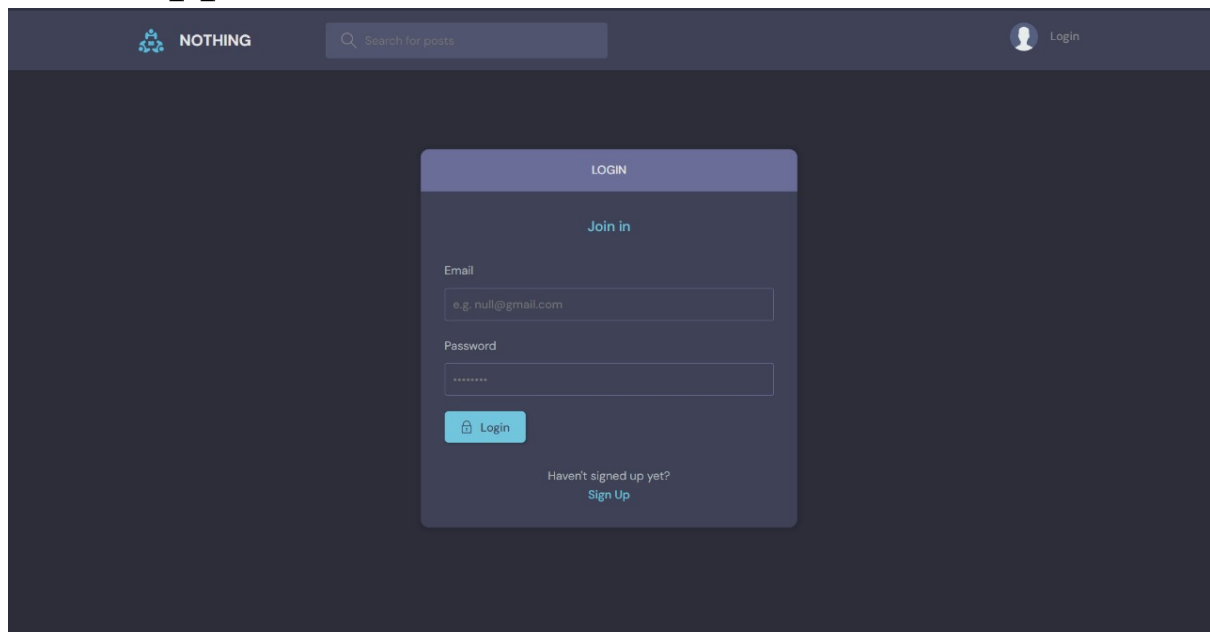 NOTHING
Search for posts
Login
LOGIN
Join in
Email
e.g. null@gmail.com
Password
••••••••
Login
Haven't signed up yet?
Sign Up